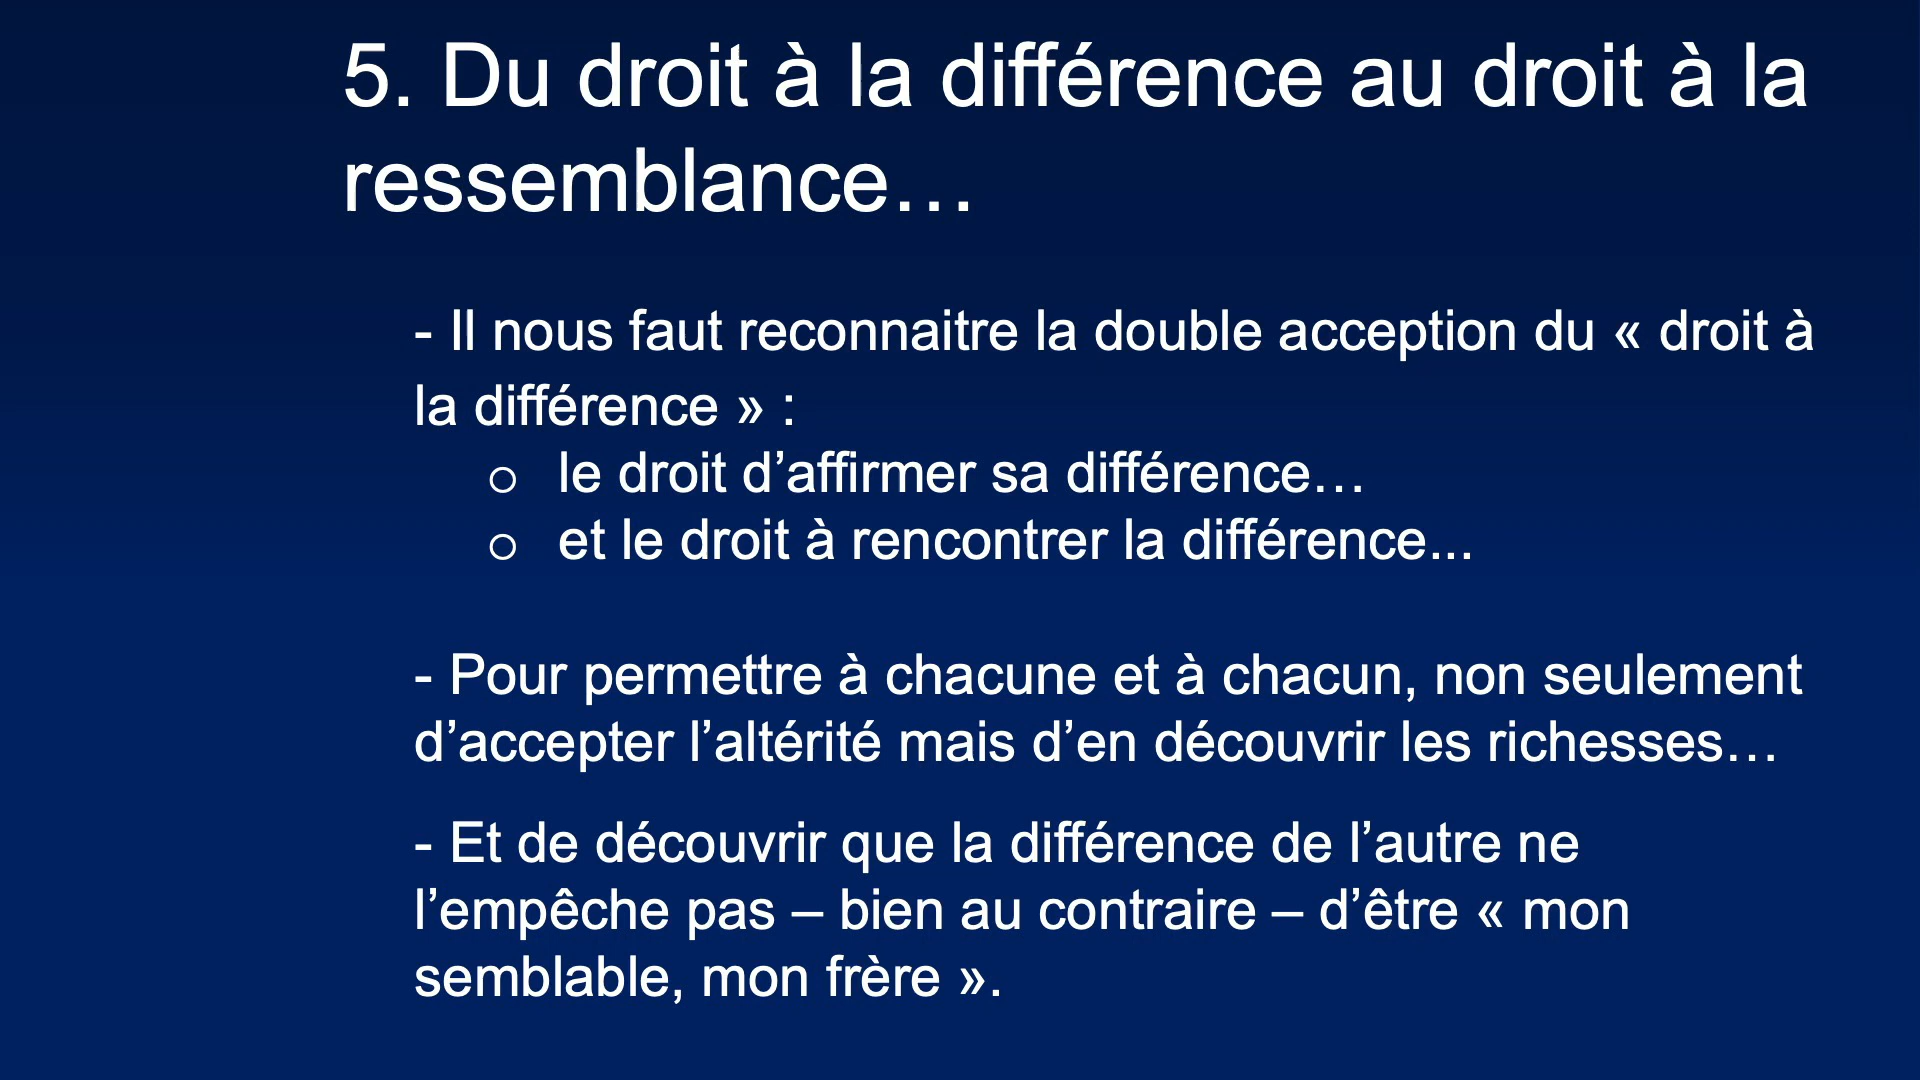 5. Du droit à la différence au droit à la
ressemblance…
- Il nous faut reconnaitre la double acception du « droit à
la différence » :
o le droit d’affirmer sa différence…
o et le droit à rencontrer la différence...
- Pour permettre à chacune et à chacun, non seulement
d’accepter l’altérité mais d’en découvrir les richesses…
- Et de découvrir que la différence de l’autre ne
l’empêche pas – bien au contraire – d’être « mon
semblable, mon frère ».